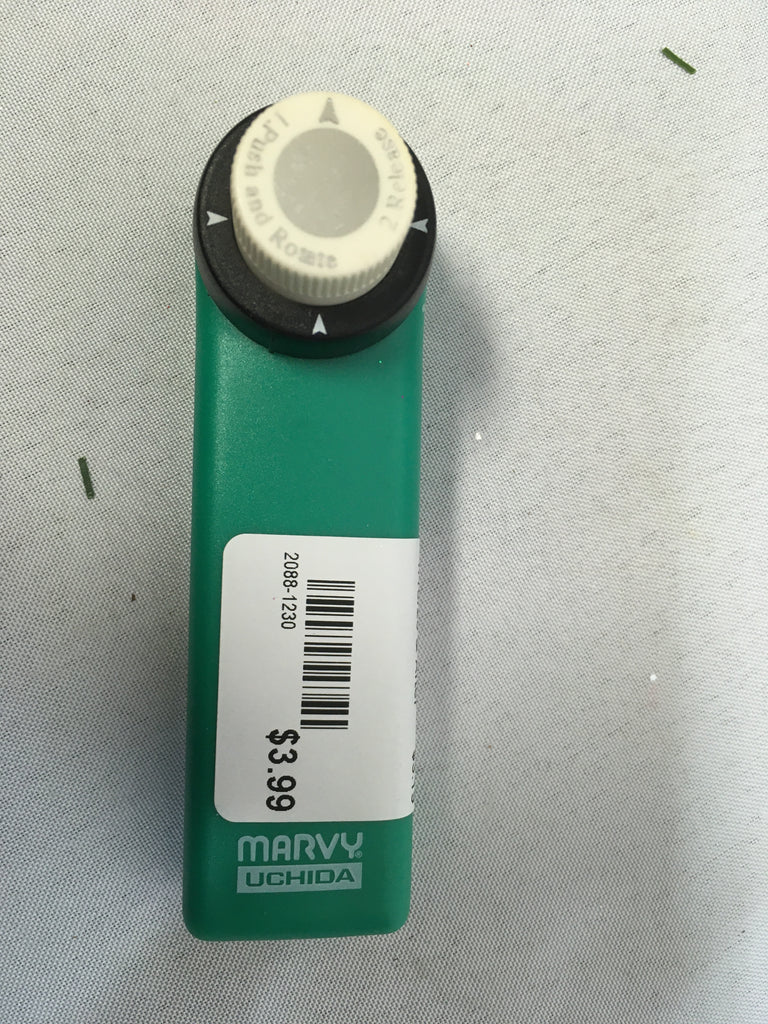 1.Push and Rotate
2 Release
2088-1230
$3.99
MARVY®
UCHIDA